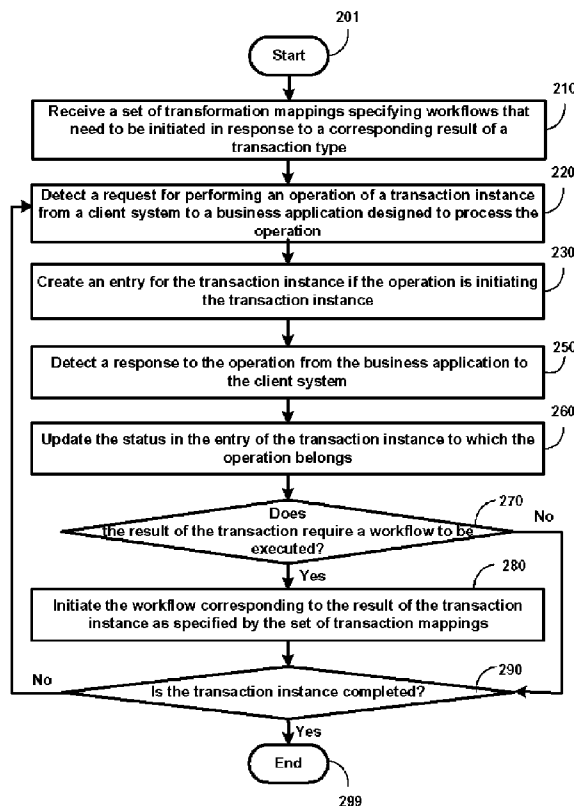 201
Start
210
Receive a set of transformation mappings specifying workflows that
need to be initiated in response to a corresponding result of a
transaction type
220
Detect a request for performing an operation of a transaction instance
from a client system to a business application designed to process the
operation
230
Create an entry for the transaction instance if the operation is initiating
the transaction instance
250
Detect a response to the operation from the business application to
the client system
260
Update the status in the entry of the transaction instance to which the
operation belongs
270
Does
the result of the transaction require a workflow to be
executed?
No
Yes
280
Initiate the workflow corresponding to the result of the transaction
instance as specified by the set of transaction mappings
290
No
Is the transaction instance completed?
Yes
End
299